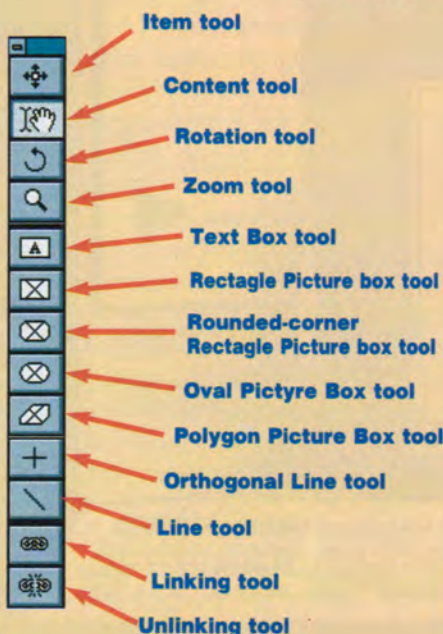 Item tool
Content tool
Rotation tool
Zoom tool
A
Text Box tool
Rectagle Picture box tool
Rounded-corner
Rectagle Picture box tool
Oval Pictyre Box tool
Polygon Picture Box tool
Orthogonal Line tool
Line tool
Linking tool
Unlinking tool